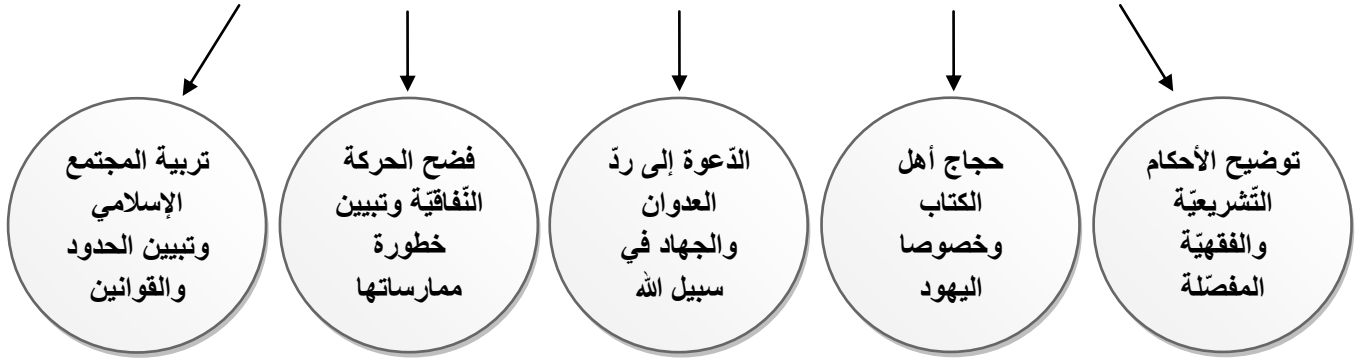 توضيح الأحكام
التّشريعيّة
والفقهيّة
المفصّلة
حجاج أهل
الكتاب
وخصوصا
اليهود
الدّعوة إلى ردّ
العدوان
والجهاد في
سبيل الله
فضح الحركة
النّفاقيّة وتبيين
خطورة
ممارساتها
تربية المجتمع
الإسلامي
وتبيين الحدود
والقوانين